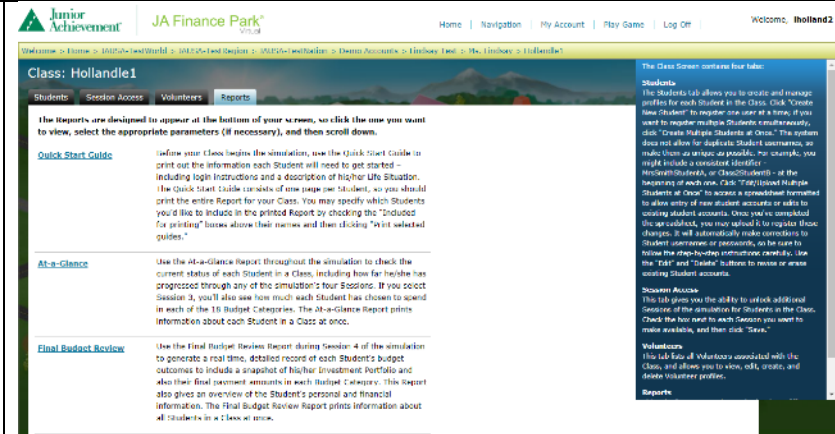 Junior Achievement
JA Finance Park®
Virtual
Home | Navigation | My Account | Play Game | Log Off
Welcome, lholland2
Welcome > Home > JAUSA-TestWorld > JAUSA-TestRegion > JAUSA-TestNation > Demo Accounts > Lindsay Test > Ms. Lindsay > Hollandle1
Class: Hollandle1
Students
Session Access
Volunteers
Reports
The Reports are designed to appear at the bottom of your screen, so click the one you want
to view, select the appropriate parameters (if necessary), and then scroll down.
Quick Start Guide
Before your Class begins the simulation, use the Quick Start Guide to
print out the information each Student will need to get started –
including login instructions and a description of his/her Life Situation.
The Quick Start Guide consists of one page per Student, so you should
print the entire Report for your Class. You may specify which Students
you'd like to include in the printed Report by checking the "Included
for printing" boxes above their names and then clicking "Print selected
guides."
At-a-Glance
Use the At-a-Glance Report throughout the simulation to check the
current status of each Student in a Class, including how far he/she has
progressed through any of the simulation's four Sessions. If you select
Session 3, you'll also see how much each Student has chosen to spend
in each of the 18 Budget Categories. The At-a-Glance Report prints
information about each Student in a Class at once.
Final Budget Review
Use the Final Budget Review Report during Session 4 of the simulation
to generate a real time, detailed record of each Student's budget
outcomes to include a snapshot of his/her Investment Portfolio and
also their final payment amounts in each Budget Category. This Report
also gives an overview of the Student's personal and financial
information. The Final Budget Review Report prints information about
all Students in a Class at once.
The Class Screen contains four tabs:
Students
The Students tab allows you to create and manage
profiles for each Student in the Class. Click "Create
New Student" to register one user at a time; if you
want to register multiple Students simultaneously,
click "Create Multiple Students at Once." The system
does not allow for duplicate Student usernames, so
make them as unique as possible. For example, you
might include a consistent identifier -
MrsSmithStudentA, or Class2StudentB - at the
beginning of each one. Click "Edit/Upload Multiple
Students at Once" to access a spreadsheet formatted
to allow entry of new student accounts or edits to
existing student accounts. Once you've completed
the spreadsheet, you may upload it to register these
changes. It will automatically make corrections to
Student usernames or passwords, so be sure to
follow the step-by-step instructions carefully. Use
the "Edit" and "Delete" buttons to revise or erase
existing Student accounts.
Session Access
This tab gives you the ability to unlock additional
Sessions of the simulation for Students in the Class.
Check the box next to each Session you want to
make available, and then click "Save."
Volunteers
This tab lists all Volunteers associated with the
Class, and allows you to view, edit, create, and
delete Volunteer profiles.
Reports